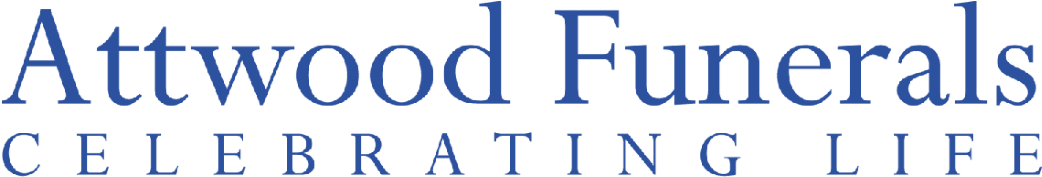 Attwood Funerals
CELEBRATING LIFE